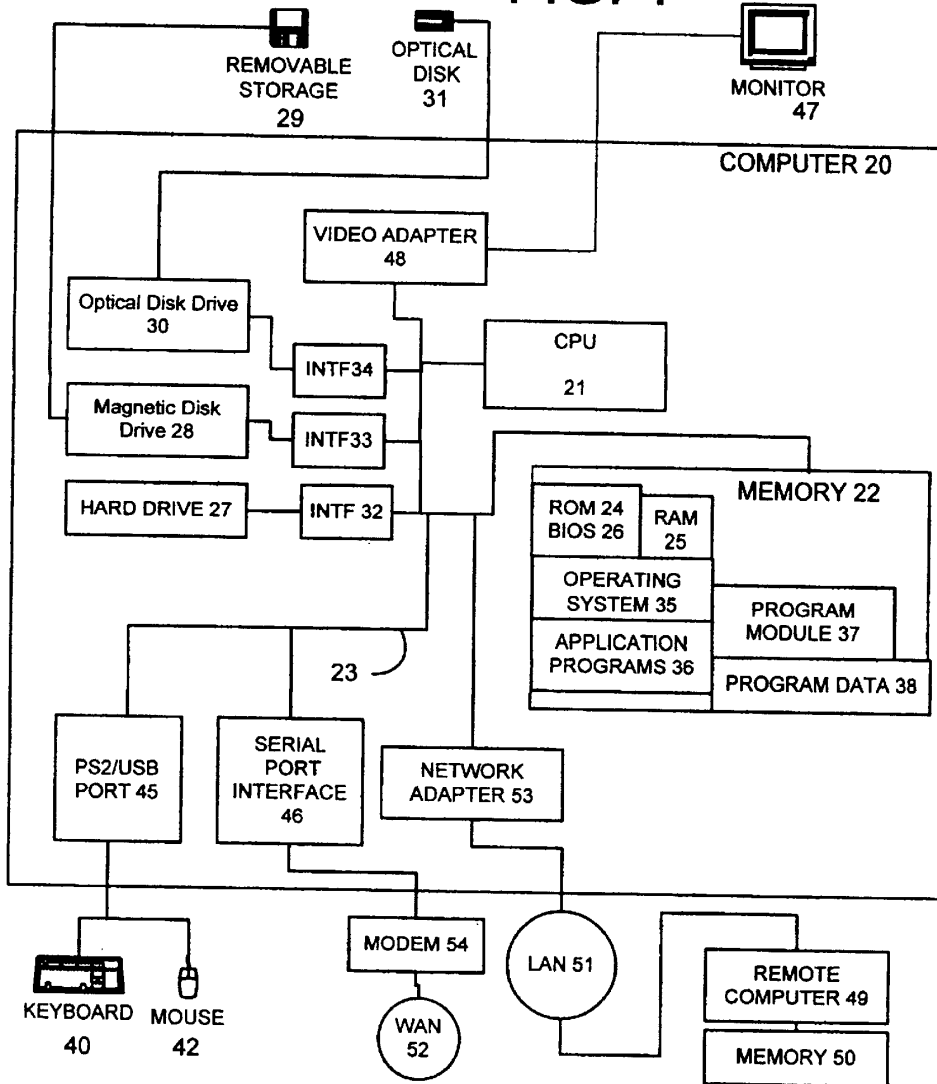 REMOVABLE
STORAGE
29
OPTICAL
DISK
31
MONITOR
47
COMPUTER 20
VIDEO ADAPTER
48
Optical Disk Drive
30
INTF34
CPU
21
Magnetic Disk
Drive 28
INTF33
HARD DRIVE 27
INTF 32
MEMORY 22
ROM 24
BIOS 26
RAM
25
OPERATING
SYSTEM 35
PROGRAM
MODULE 37
APPLICATION
PROGRAMS 36
PROGRAM DATA 38
23
PS2/USB
PORT 45
SERIAL
PORT
INTERFACE
46
NETWORK
ADAPTER 53
KEYBOARD
40
MOUSE
42
MODEM 54
WAN
52
LAN 51
REMOTE
COMPUTER 49
MEMORY 50